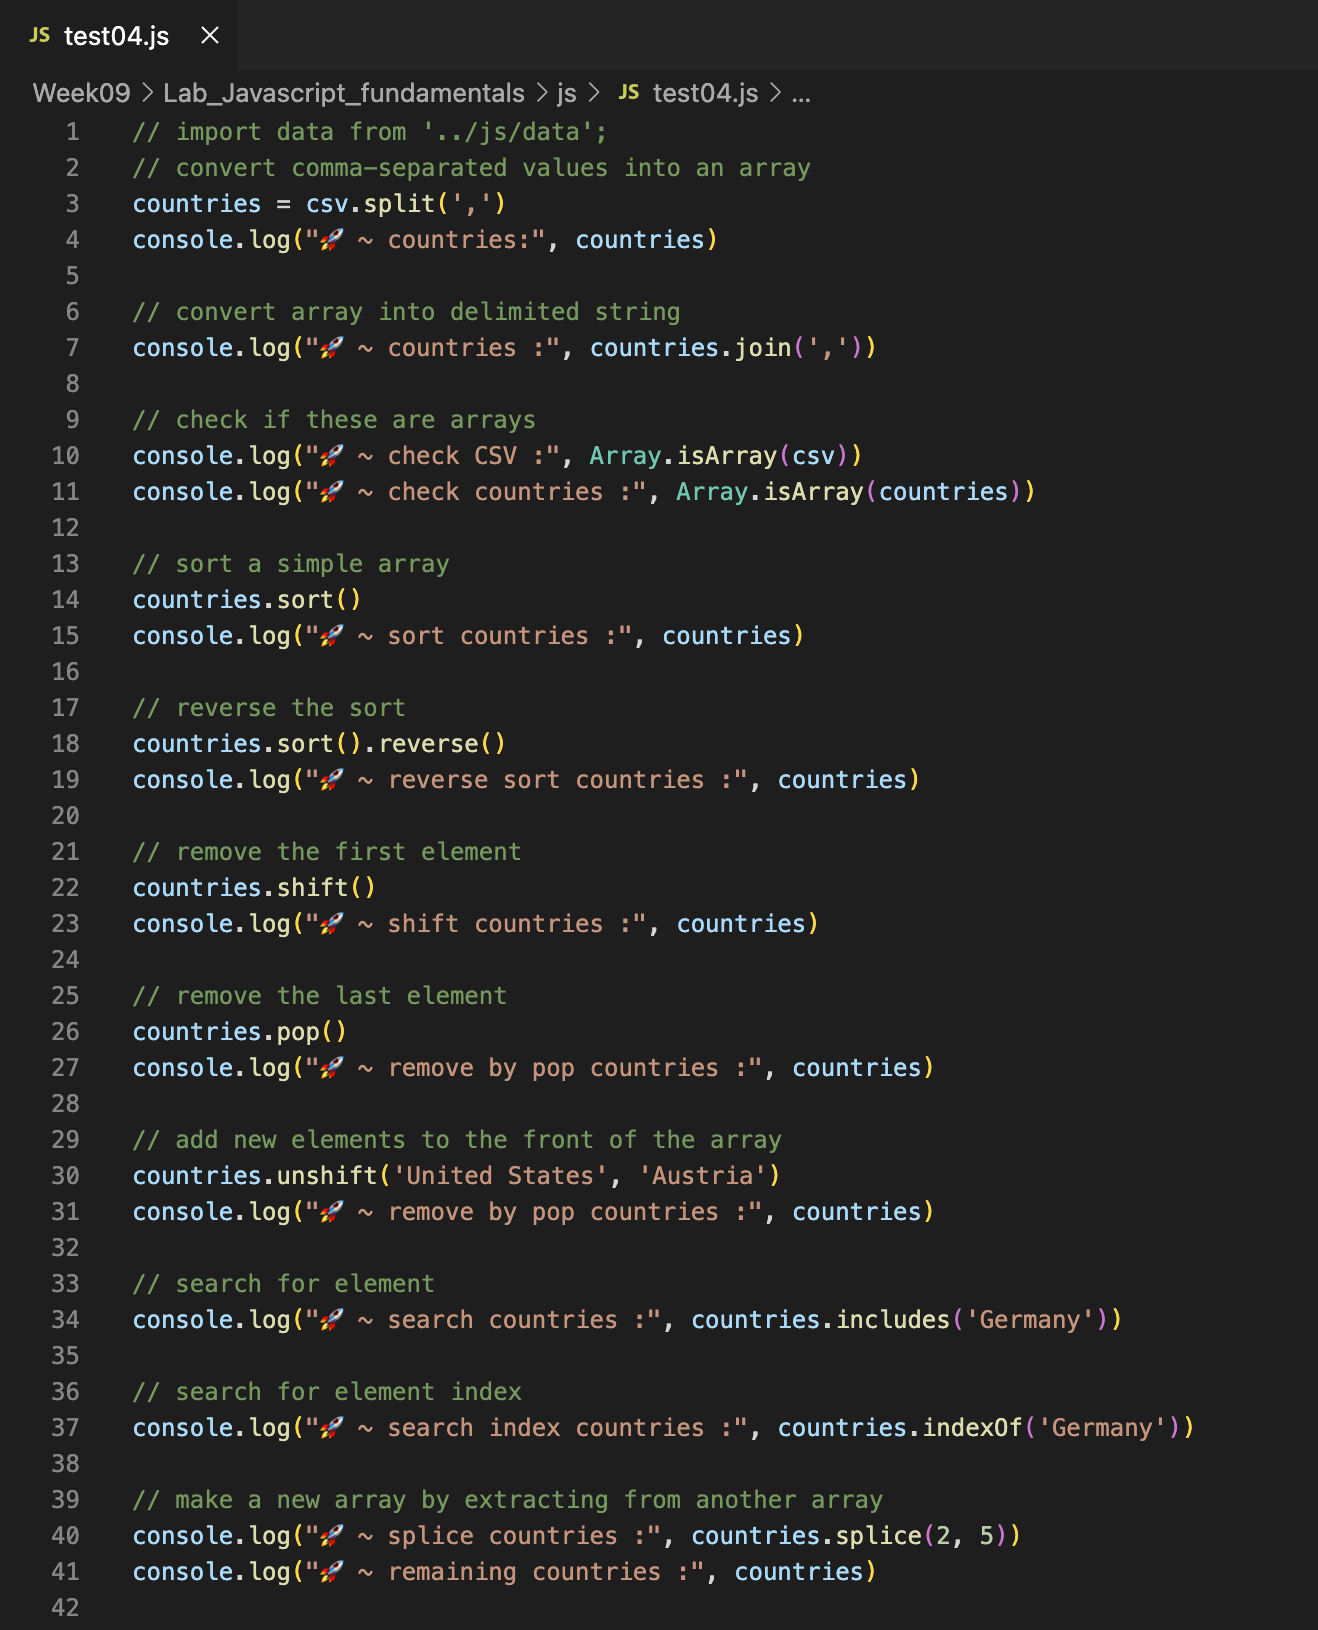 JS test04.js ×
Week09 > Lab_Javascript_fundamentals > js > JS test04.js > ...
1 // import data from '../js/data';
2 // convert comma-separated values into an array
3 countries = csv.split(',')
4 console.log("🚀 ~ countries:", countries)
5
6 // convert array into delimited string
7 console.log("🚀 ~ countries :", countries.join(','))
8
9 // check if these are arrays
10 console.log("🚀 ~ check CSV :", Array.isArray(csv))
11 console.log("🚀 ~ check countries :", Array.isArray(countries))
12
13 // sort a simple array
14 countries.sort()
15 console.log("🚀 ~ sort countries :", countries)
16
17 // reverse the sort
18 countries.sort().reverse()
19 console.log("🚀 ~ reverse sort countries :", countries)
20
21 // remove the first element
22 countries.shift()
23 console.log("🚀 ~ shift countries :", countries)
24
25 // remove the last element
26 countries.pop()
27 console.log("🚀 ~ remove by pop countries :", countries)
28
29 // add new elements to the front of the array
30 countries.unshift('United States', 'Austria')
31 console.log("🚀 ~ remove by pop countries :", countries)
32
33 // search for element
34 console.log("🚀 ~ search countries :", countries.includes('Germany'))
35
36 // search for element index
37 console.log("🚀 ~ search index countries :", countries.indexOf('Germany'))
38
39 // make a new array by extracting from another array
40 console.log("🚀 ~ splice countries :", countries.splice(2, 5))
41 console.log("🚀 ~ remaining countries :", countries)
42